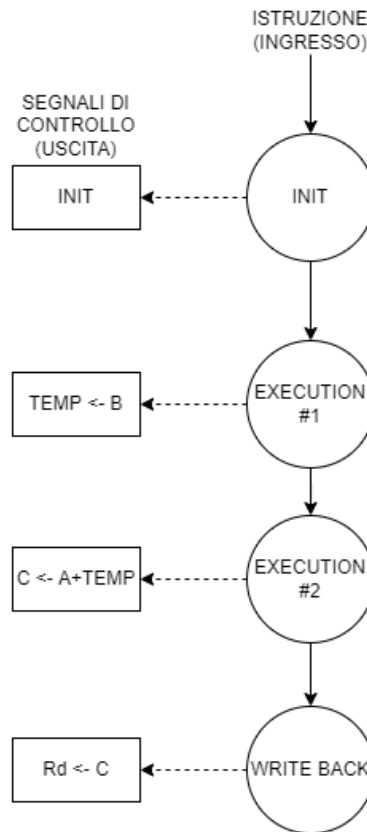 ISTRUZIONE
(INGRESSO)
SEGNALI DI
CONTROLLO
(USCITA)
INIT
INIT
TEMP <- B
EXECUTION
#1
C <- A+TEMP
EXECUTION
#2
Rd <- C
WRITE BACK